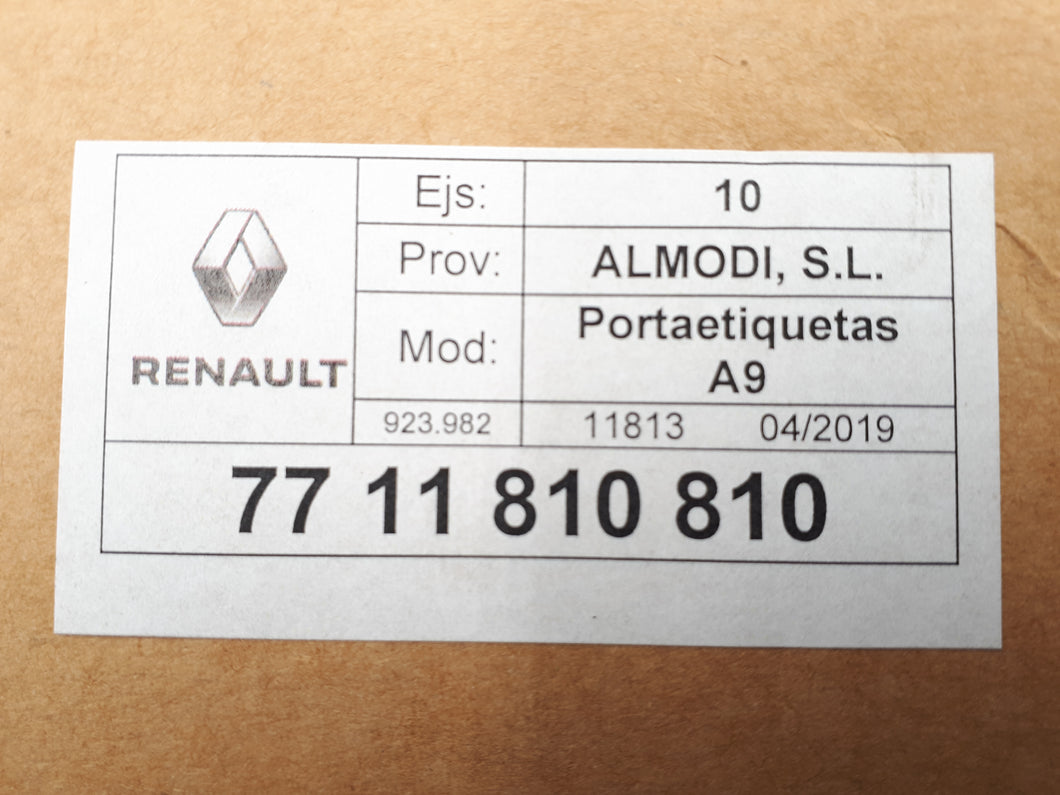 RENAULT
Ejs: 10
Prov: ALMODI, S.L.
Mod: Portaetiquetas
A9
923.982 11813 04/2019
77 11 810 810